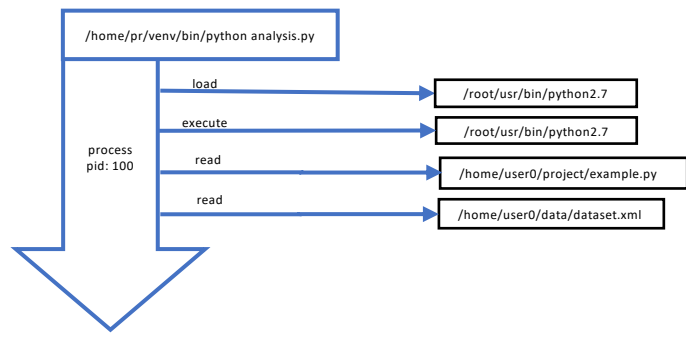 /home/pr/venv/bin/python analysis.py
load
/root/usr/bin/python2.7
execute
/root/usr/bin/python2.7
process
pid: 100
read
/home/user0/project/example.py
read
/home/user0/data/dataset.xml